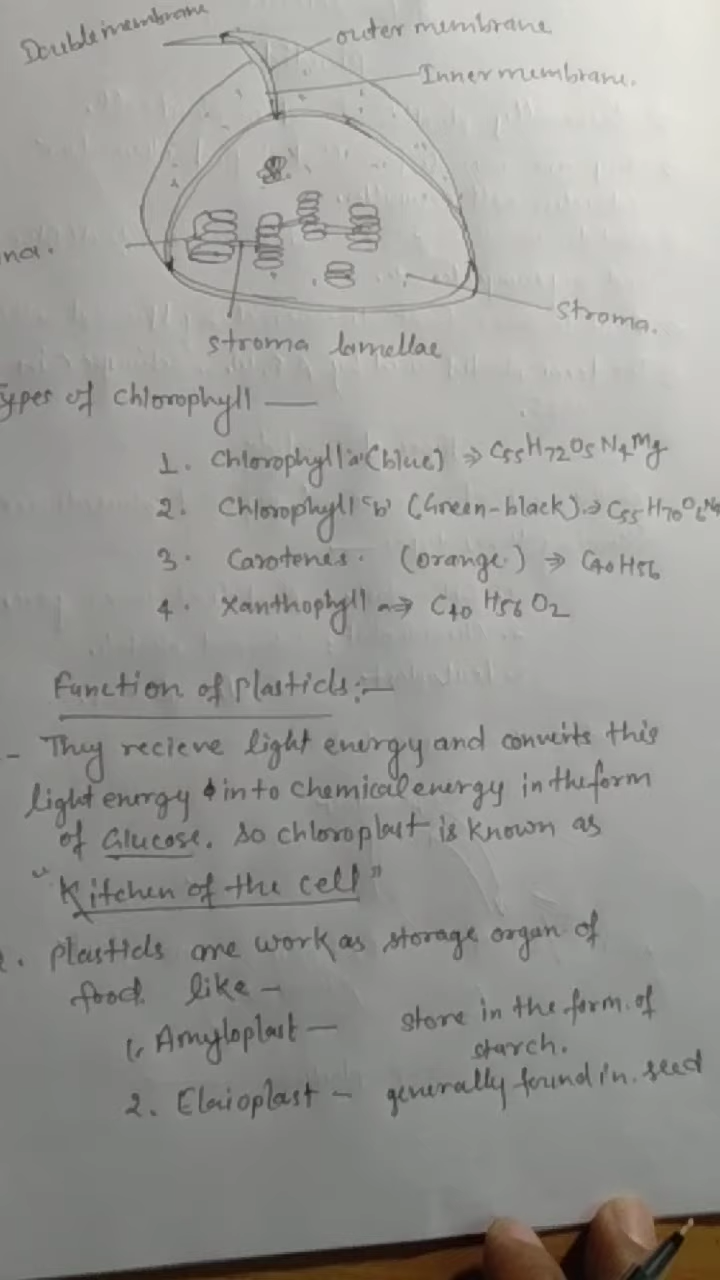 Double membrane
outer membrane
Inner membrane.
na.
stroma.
stroma lamellae
ypes of chlorophyll —
1. Chlorophyll 'a' (blue) ⇒ C55H72O5N4Mg
2. Chlorophyll 'b' (Green-black) ⇒ C55H70O6N4
3. Carotenes. (orange) ⇒ C40H56
4. Xanthophyll ⇒ C40H56O2
Function of plastids:—
- They recieve light energy and converts this
light energy into chemical energy in the form
of Glucose. so chloroplast is known as
"Kitchen of the cell"
2. Plastids are work as storage organ of
food like —
1, Amyloplast — store in the form of
starch.
2. Elaioplast — generally found in seed